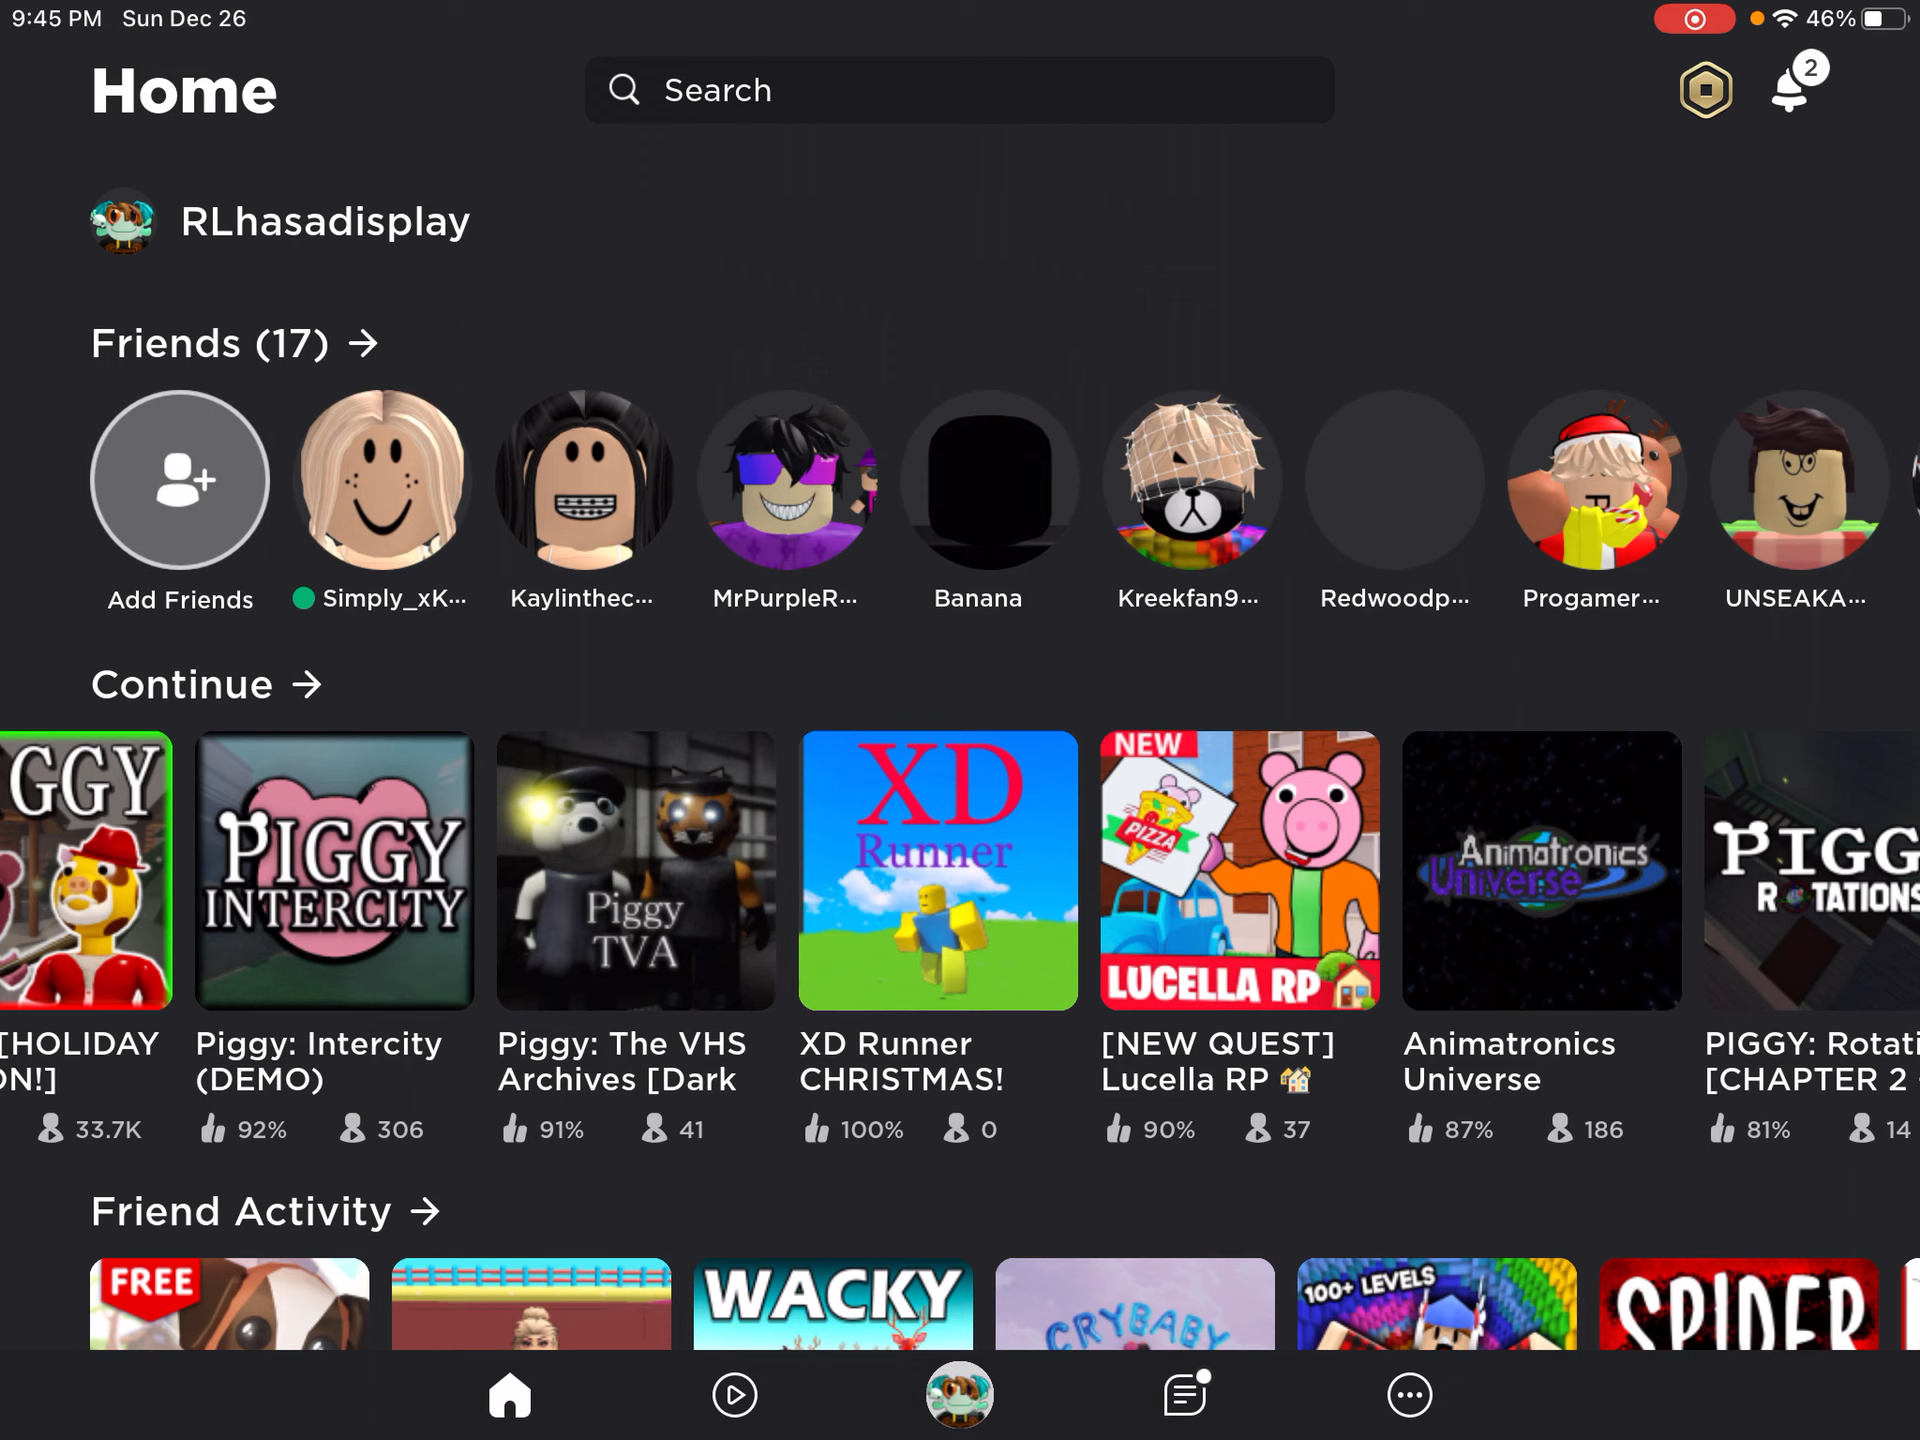 9:45 PM Sun Dec 26
46%
Home
Search
2
RLhasadisplay
Friends (17) →
Add Friends
Simply_xK...
Kaylinthec...
MrPurpleR...
Banana
Kreekfan9...
Redwoodp...
Progamer...
UNSEAKA...
Continue →
GGY
PIGGY
INTERCITY
Piggy
TVA
XD
Runner
NEW
PIZZA
LUCELLA RP
Animatronics
Universe
PIGG
ROTATIONS
[HOLIDAY
ON!]
33.7K
Piggy: Intercity
(DEMO)
92% 306
Piggy: The VHS
Archives [Dark
91% 41
XD Runner
CHRISTMAS!
100% 0
[NEW QUEST]
Lucella RP 🏘️
90% 37
Animatronics
Universe
87% 186
PIGGY: Rotati
[CHAPTER 2
81% 14
Friend Activity →
FREE
WACKY
CRYBABY
100+ LEVELS
SPIDER